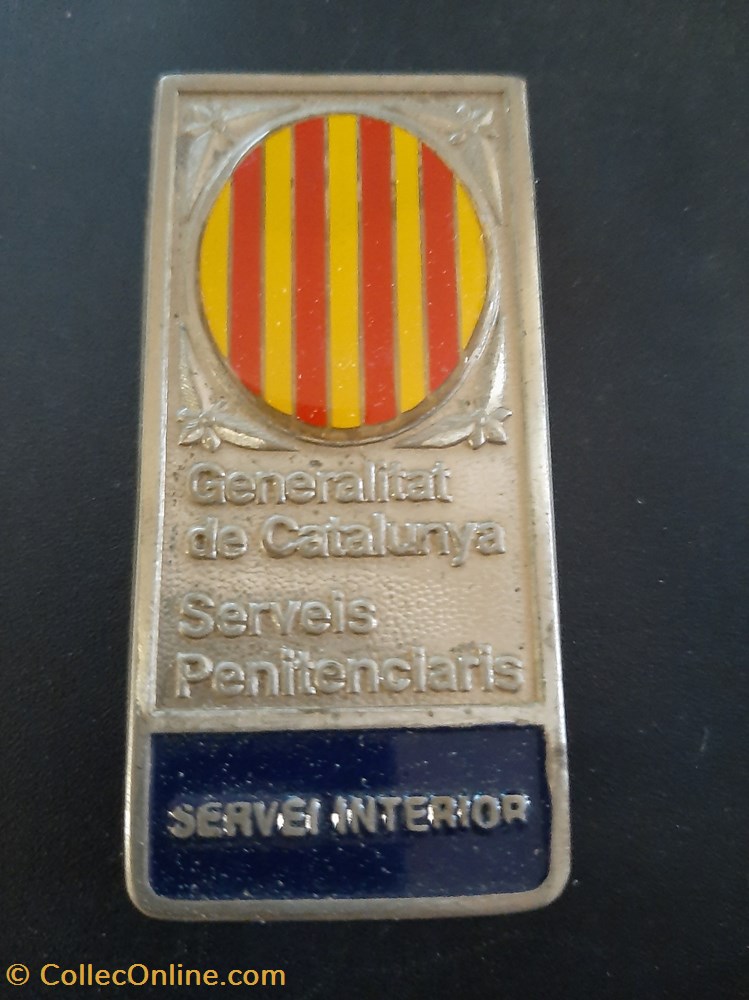 Generalitat
de Catalunya
Serveis
Penitenciaris
SERVEI INTERIOR
© CollecOnline.com